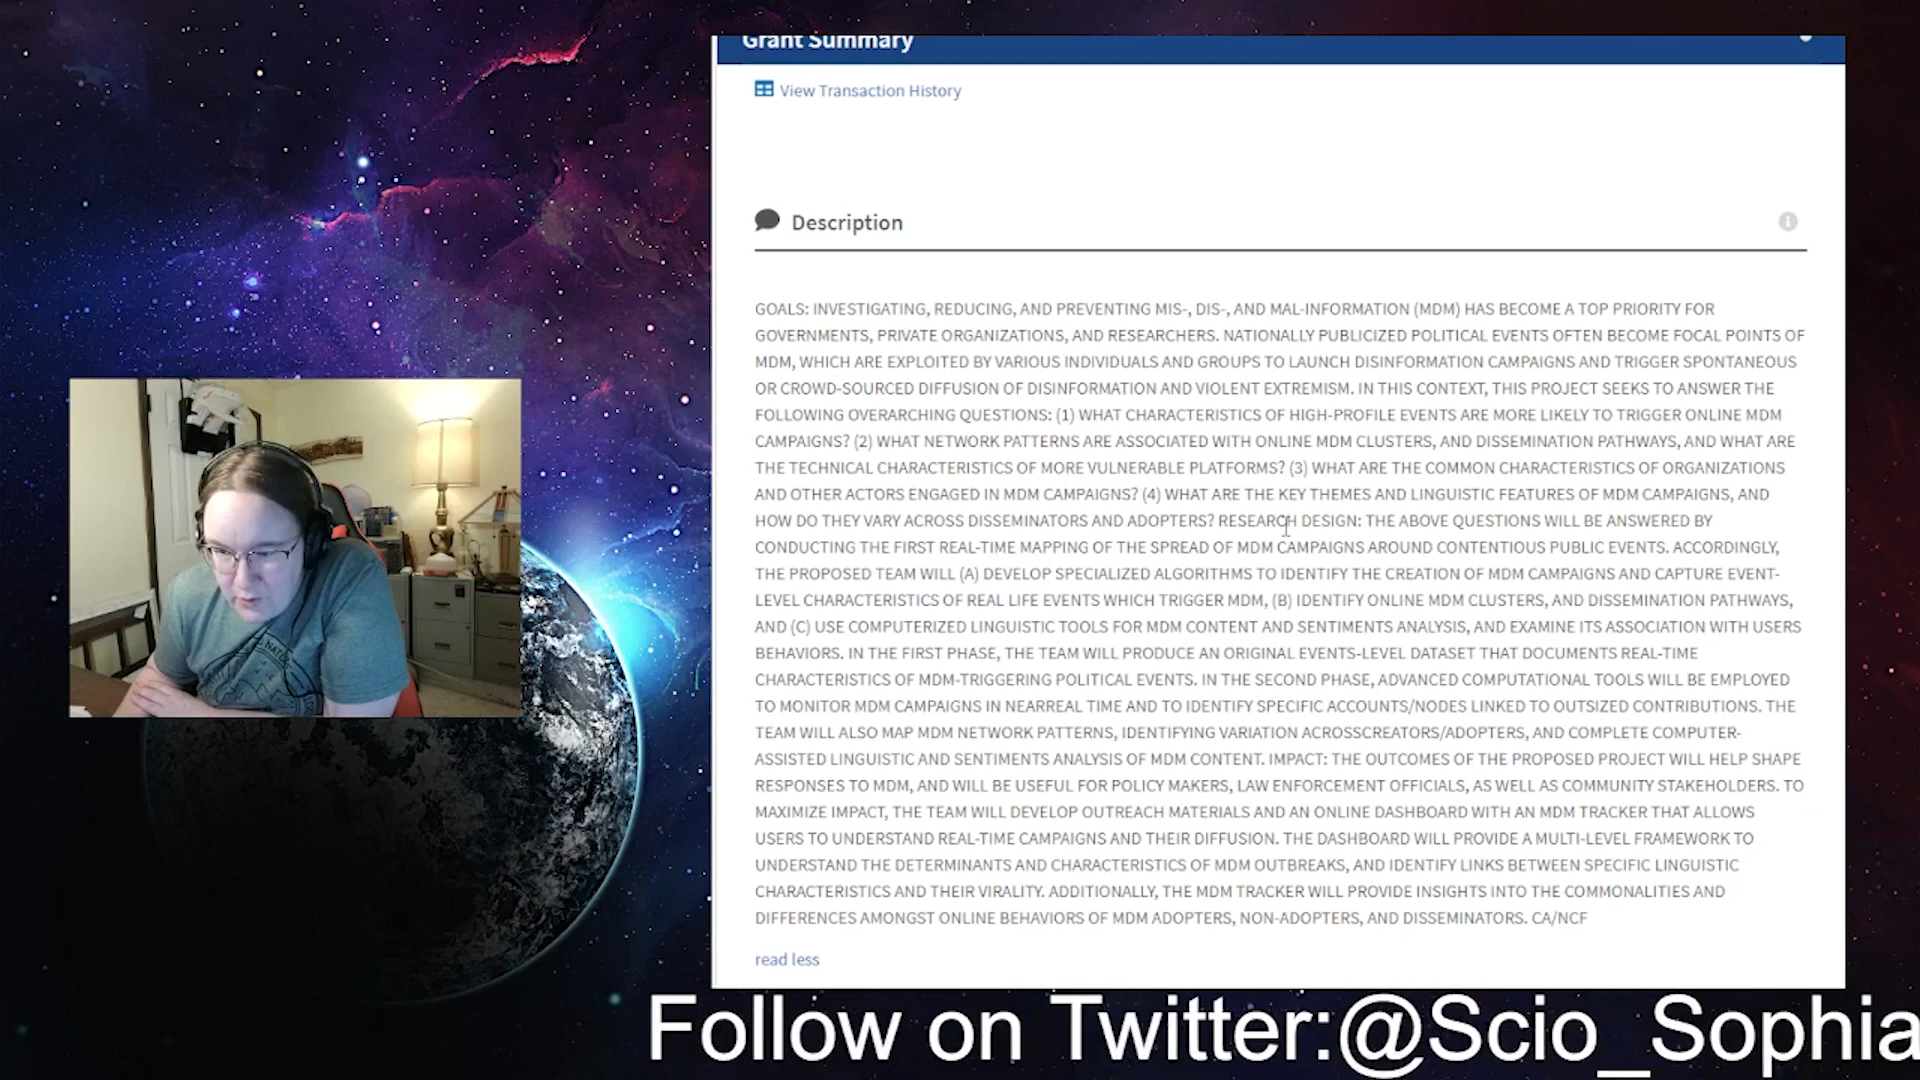 Grant Summary
View Transaction History
Description
GOALS: INVESTIGATING, REDUCING, AND PREVENTING MIS-, DIS-, AND MAL-INFORMATION (MDM) HAS BECOME A TOP PRIORITY FOR
GOVERNMENTS, PRIVATE ORGANIZATIONS, AND RESEARCHERS. NATIONALLY PUBLICIZED POLITICAL EVENTS OFTEN BECOME FOCAL POINTS OF
MDM, WHICH ARE EXPLOITED BY VARIOUS INDIVIDUALS AND GROUPS TO LAUNCH DISINFORMATION CAMPAIGNS AND TRIGGER SPONTANEOUS
OR CROWD-SOURCED DIFFUSION OF DISINFORMATION AND VIOLENT EXTREMISM. IN THIS CONTEXT, THIS PROJECT SEEKS TO ANSWER THE
FOLLOWING OVERARCHING QUESTIONS: (1) WHAT CHARACTERISTICS OF HIGH-PROFILE EVENTS ARE MORE LIKELY TO TRIGGER ONLINE MDM
CAMPAIGNS? (2) WHAT NETWORK PATTERNS ARE ASSOCIATED WITH ONLINE MDM CLUSTERS, AND DISSEMINATION PATHWAYS, AND WHAT ARE
THE TECHNICAL CHARACTERISTICS OF MORE VULNERABLE PLATFORMS? (3) WHAT ARE THE COMMON CHARACTERISTICS OF ORGANIZATIONS
AND OTHER ACTORS ENGAGED IN MDM CAMPAIGNS? (4) WHAT ARE THE KEY THEMES AND LINGUISTIC FEATURES OF MDM CAMPAIGNS, AND
HOW DO THEY VARY ACROSS DISSEMINATORS AND ADOPTERS? RESEARCH DESIGN: THE ABOVE QUESTIONS WILL BE ANSWERED BY
CONDUCTING THE FIRST REAL-TIME MAPPING OF THE SPREAD OF MDM CAMPAIGNS AROUND CONTENTIOUS PUBLIC EVENTS. ACCORDINGLY,
THE PROPOSED TEAM WILL (A) DEVELOP SPECIALIZED ALGORITHMS TO IDENTIFY THE CREATION OF MDM CAMPAIGNS AND CAPTURE EVENT-
LEVEL CHARACTERISTICS OF REAL LIFE EVENTS WHICH TRIGGER MDM, (B) IDENTIFY ONLINE MDM CLUSTERS, AND DISSEMINATION PATHWAYS,
AND (C) USE COMPUTERIZED LINGUISTIC TOOLS FOR MDM CONTENT AND SENTIMENTS ANALYSIS, AND EXAMINE ITS ASSOCIATION WITH USERS
BEHAVIORS. IN THE FIRST PHASE, THE TEAM WILL PRODUCE AN ORIGINAL EVENTS-LEVEL DATASET THAT DOCUMENTS REAL-TIME
CHARACTERISTICS OF MDM-TRIGGERING POLITICAL EVENTS. IN THE SECOND PHASE, ADVANCED COMPUTATIONAL TOOLS WILL BE EMPLOYED
TO MONITOR MDM CAMPAIGNS IN NEARREAL TIME AND TO IDENTIFY SPECIFIC ACCOUNTS/NODES LINKED TO OUTSIZED CONTRIBUTIONS. THE
TEAM WILL ALSO MAP MDM NETWORK PATTERNS, IDENTIFYING VARIATION ACROSSCREATORS/ADOPTERS, AND COMPLETE COMPUTER-
ASSISTED LINGUISTIC AND SENTIMENTS ANALYSIS OF MDM CONTENT. IMPACT: THE OUTCOMES OF THE PROPOSED PROJECT WILL HELP SHAPE
RESPONSES TO MDM, AND WILL BE USEFUL FOR POLICY MAKERS, LAW ENFORCEMENT OFFICIALS, AS WELL AS COMMUNITY STAKEHOLDERS. TO
MAXIMIZE IMPACT, THE TEAM WILL DEVELOP OUTREACH MATERIALS AND AN ONLINE DASHBOARD WITH AN MDM TRACKER THAT ALLOWS
USERS TO UNDERSTAND REAL-TIME CAMPAIGNS AND THEIR DIFFUSION. THE DASHBOARD WILL PROVIDE A MULTI-LEVEL FRAMEWORK TO
UNDERSTAND THE DETERMINANTS AND CHARACTERISTICS OF MDM OUTBREAKS, AND IDENTIFY LINKS BETWEEN SPECIFIC LINGUISTIC
CHARACTERISTICS AND THEIR VIRALITY. ADDITIONALLY, THE MDM TRACKER WILL PROVIDE INSIGHTS INTO THE COMMONALITIES AND
DIFFERENCES AMONGST ONLINE BEHAVIORS OF MDM ADOPTERS, NON-ADOPTERS, AND DISSEMINATORS. CA/NCF
read less
Follow on Twitter:@Scio_Sophia